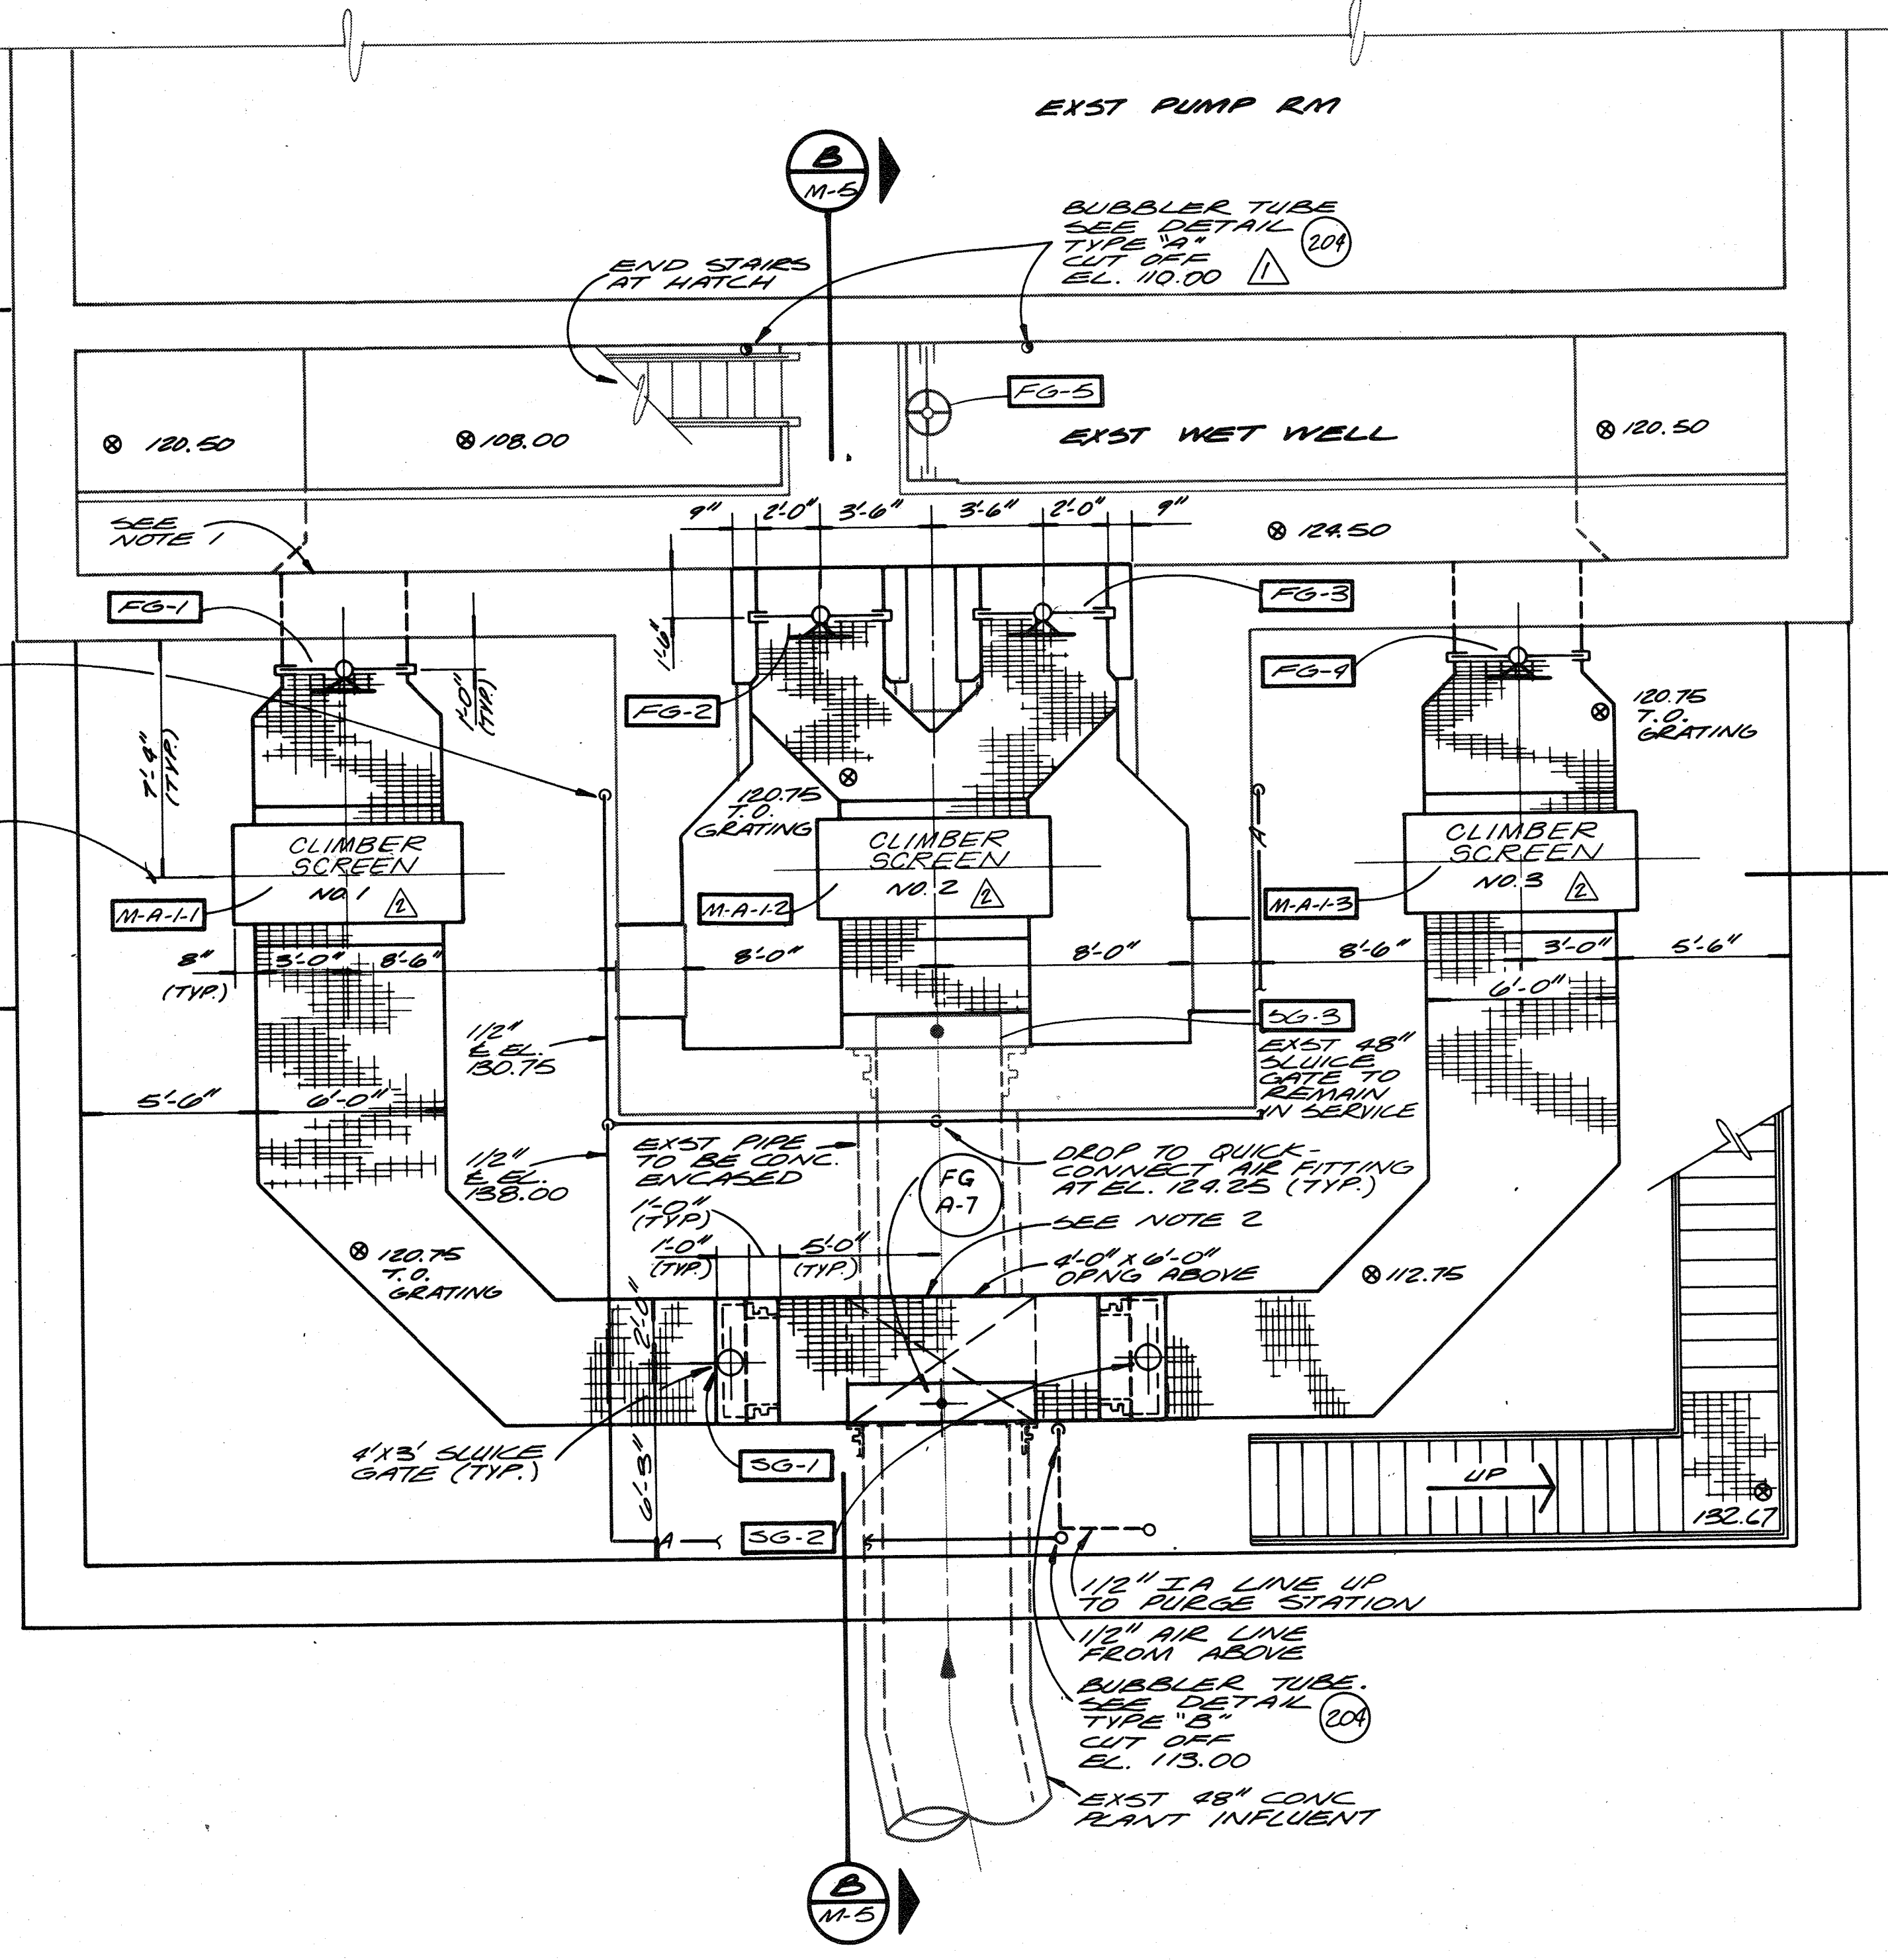 EXST PUMP RM
B
M-5
BUBBLER TUBE
SEE DETAIL
TYPE "A"
CUT OFF
EL. 110.00
204
1
END STAIRS
AT HATCH
FG-5
EXST WET WELL
120.50
108.00
120.50
SEE
NOTE 1
9"
2'-0"
3'-6"
3'-6"
2'-0"
9"
124.50
FG-1
FG-3
1'-6"
FG-4
FG-2
1'-0"
(TYP.)
7'-4"
(TYP.)
120.75
T.O.
GRATING
120.75
T.O.
GRATING
CLIMBER
SCREEN
NO. 1
2
CLIMBER
SCREEN
NO. 2
2
CLIMBER
SCREEN
NO. 3
2
A
M-A-1-1
M-A-1-2
M-A-1-3
8"
(TYP.)
3'-0"
8'-6"
8'-0"
8'-0"
8'-6"
3'-0"
5'-6"
6'-0"
SG-3
1/2"
℄ EL.
130.75
EXST 48"
SLUICE
GATE TO
REMAIN
IN SERVICE
5'-6"
6'-0"
1/2"
℄ EL.
138.00
EXST PIPE
TO BE CONC.
ENCASED
FG
A-7
DROP TO QUICK-
CONNECT AIR FITTING
AT EL. 124.25 (TYP.)
1'-0"
(TYP.)
SEE NOTE 2
1'-0"
(TYP.)
5'-0"
(TYP.)
4'-0" X 6'-0"
OPNG ABOVE
120.75
T.O.
GRATING
112.75
2'-0"
4'X3' SLUICE
GATE (TYP.)
6'-3"
SG-1
SG-2
A
UP
132.67
1/2" IA LINE UP
TO PURGE STATION
1/2" AIR LINE
FROM ABOVE
BUBBLER TUBE.
SEE DETAIL
TYPE "B"
CUT OFF
EL. 113.00
204
EXST 48" CONC
PLANT INFLUENT
B
M-5